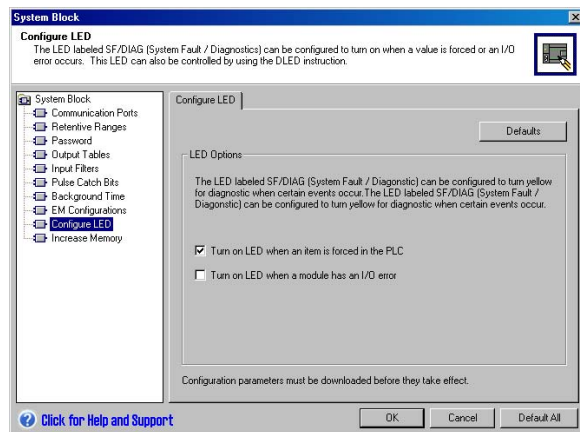 System Block
Configure LED
The LED labeled SF/DIAG (System Fault / Diagnostics) can be configured to turn on when a value is forced or an I/O
error occurs. This LED can also be controlled by using the DLED instruction.
System Block
Communication Ports
Retentive Ranges
Password
Output Tables
Input Filters
Pulse Catch Bits
Background Time
EM Configurations
Configure LED
Increase Memory
Configure LED
Defaults
LED Options
The LED labeled SF/DIAG (System Fault / Diagonstic) can be configured to turn yellow
for diagnostic when certain events occur.The LED labeled SF/DIAG (System Fault /
Diagonstic) can be configured to turn yellow for diagnostic when certain events occur.
Turn on LED when an item is forced in the PLC
Turn on LED when a module has an I/O error
Configuration parameters must be downloaded before they take effect.
Click for Help and Support
OK
Cancel
Default All